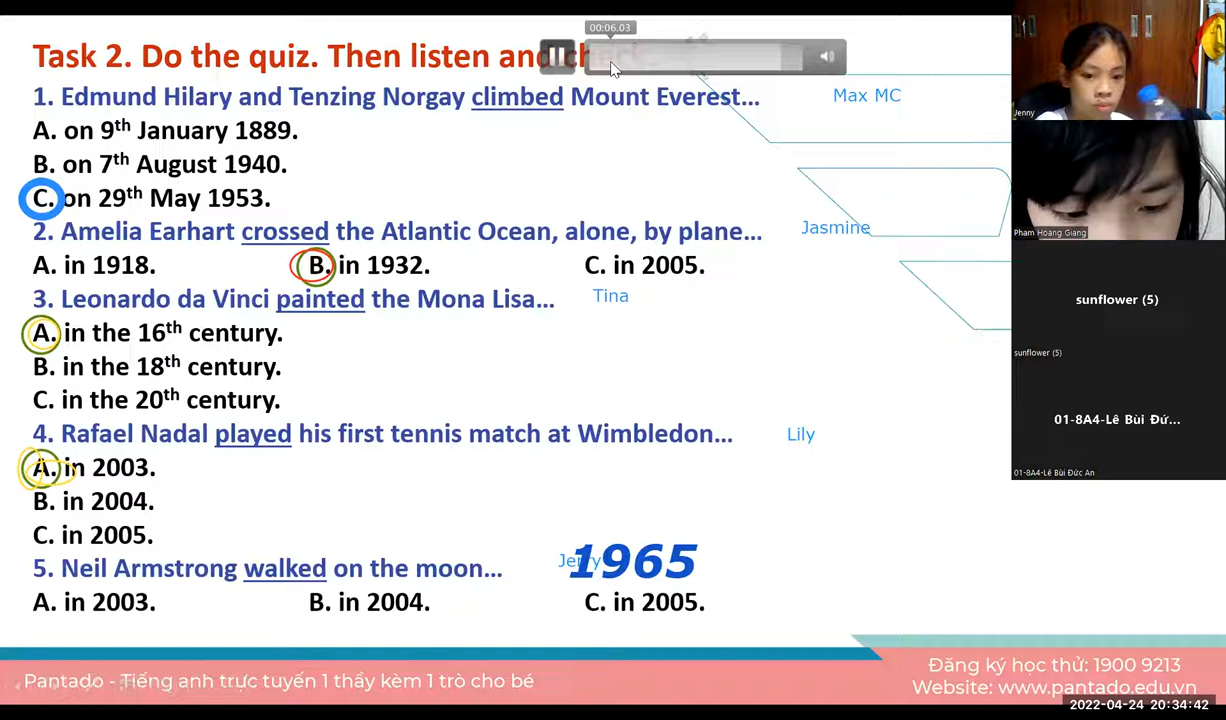 00:06.03
Task 2. Do the quiz. Then listen and check.
1. Edmund Hilary and Tenzing Norgay climbed Mount Everest... Max MC
A. on 9th January 1889.
B. on 7th August 1940.
C. on 29th May 1953.
2. Amelia Earhart crossed the Atlantic Ocean, alone, by plane... Jasmine
A. in 1918. B. in 1932. C. in 2005.
3. Leonardo da Vinci painted the Mona Lisa... Tina
A. in the 16th century.
B. in the 18th century.
C. in the 20th century.
4. Rafael Nadal played his first tennis match at Wimbledon... Lily
A. in 2003.
B. in 2004.
C. in 2005.
5. Neil Armstrong walked on the moon... Jerry 1965
A. in 2003. B. in 2004. C. in 2005.
Pantado - Tiếng anh trực tuyến 1 thầy kèm 1 trò cho bé
Đăng ký học thử: 1900 9213
Website: www.pantado.edu.vn
2022-04-24 20:34:42
Jenny
Pham Hoang Giang
sunflower (5)
sunflower (5)
01-8A4-Lê Bùi Đứ...
01-8A4-Lê Bùi Đức An